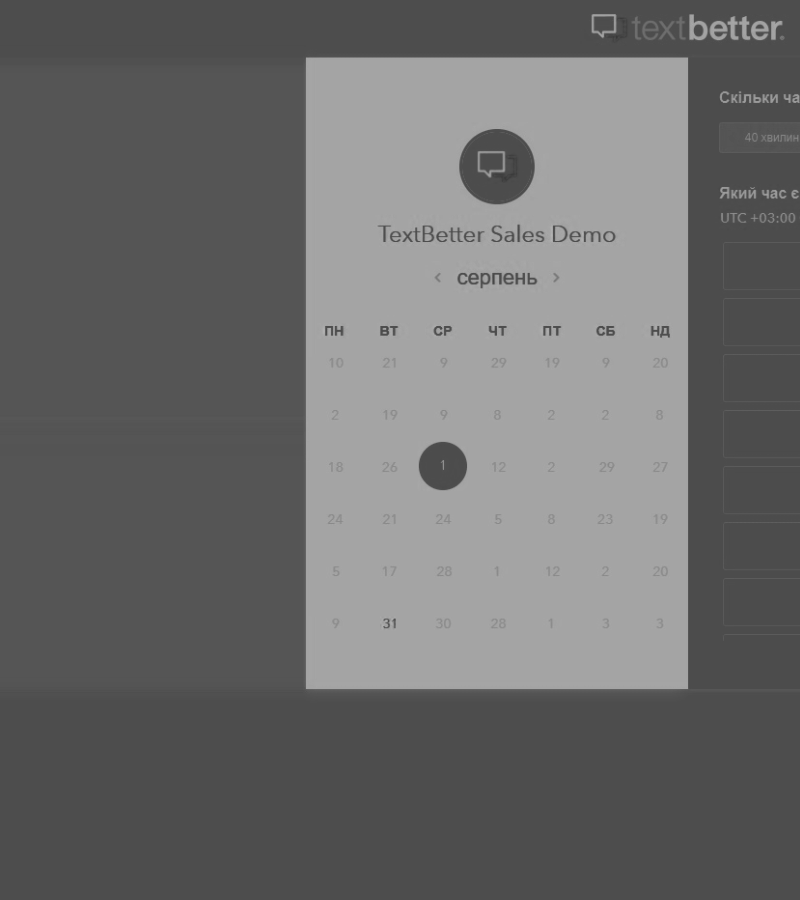 textbetter.
TextBetter Sales Demo
серпень
ПН ВТ СР ЧТ ПТ СБ НД
10 21 9 29 19 9 20
2 19 9 8 2 2 8
18 26 1 12 2 29 27
24 21 24 5 8 23 19
5 17 28 1 12 2 20
9 31 30 28 1 3 3
Скільки ча
40 хвилин
Який час є
UTC +03:00